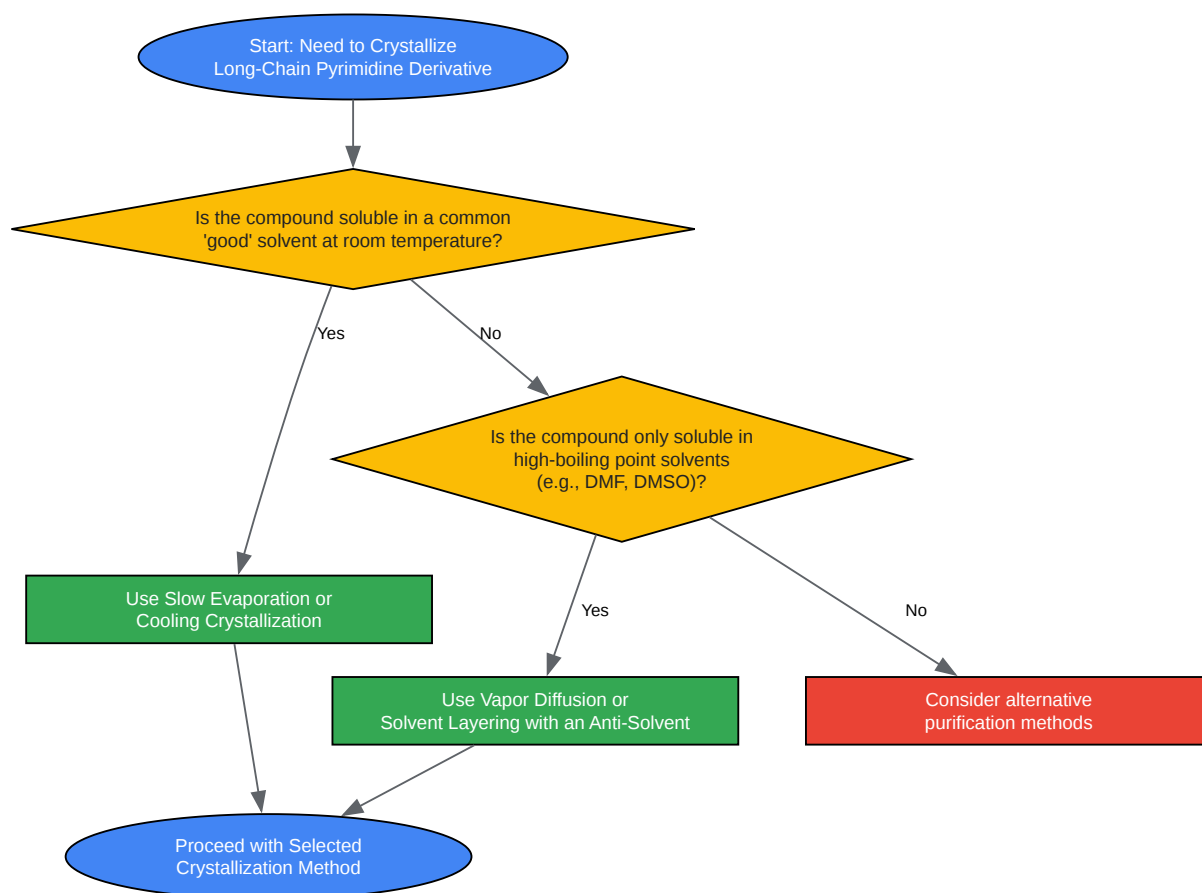 Start: Need to Crystallize
Long-Chain Pyrimidine Derivative
Is the compound soluble in a common
'good' solvent at room temperature?
Yes
No
Is the compound only soluble in
high-boiling point solvents
(e.g., DMF, DMSO)?
Use Slow Evaporation or
Cooling Crystallization
Yes
No
Use Vapor Diffusion or
Solvent Layering with an Anti-Solvent
Consider alternative
purification methods
Proceed with Selected
Crystallization Method